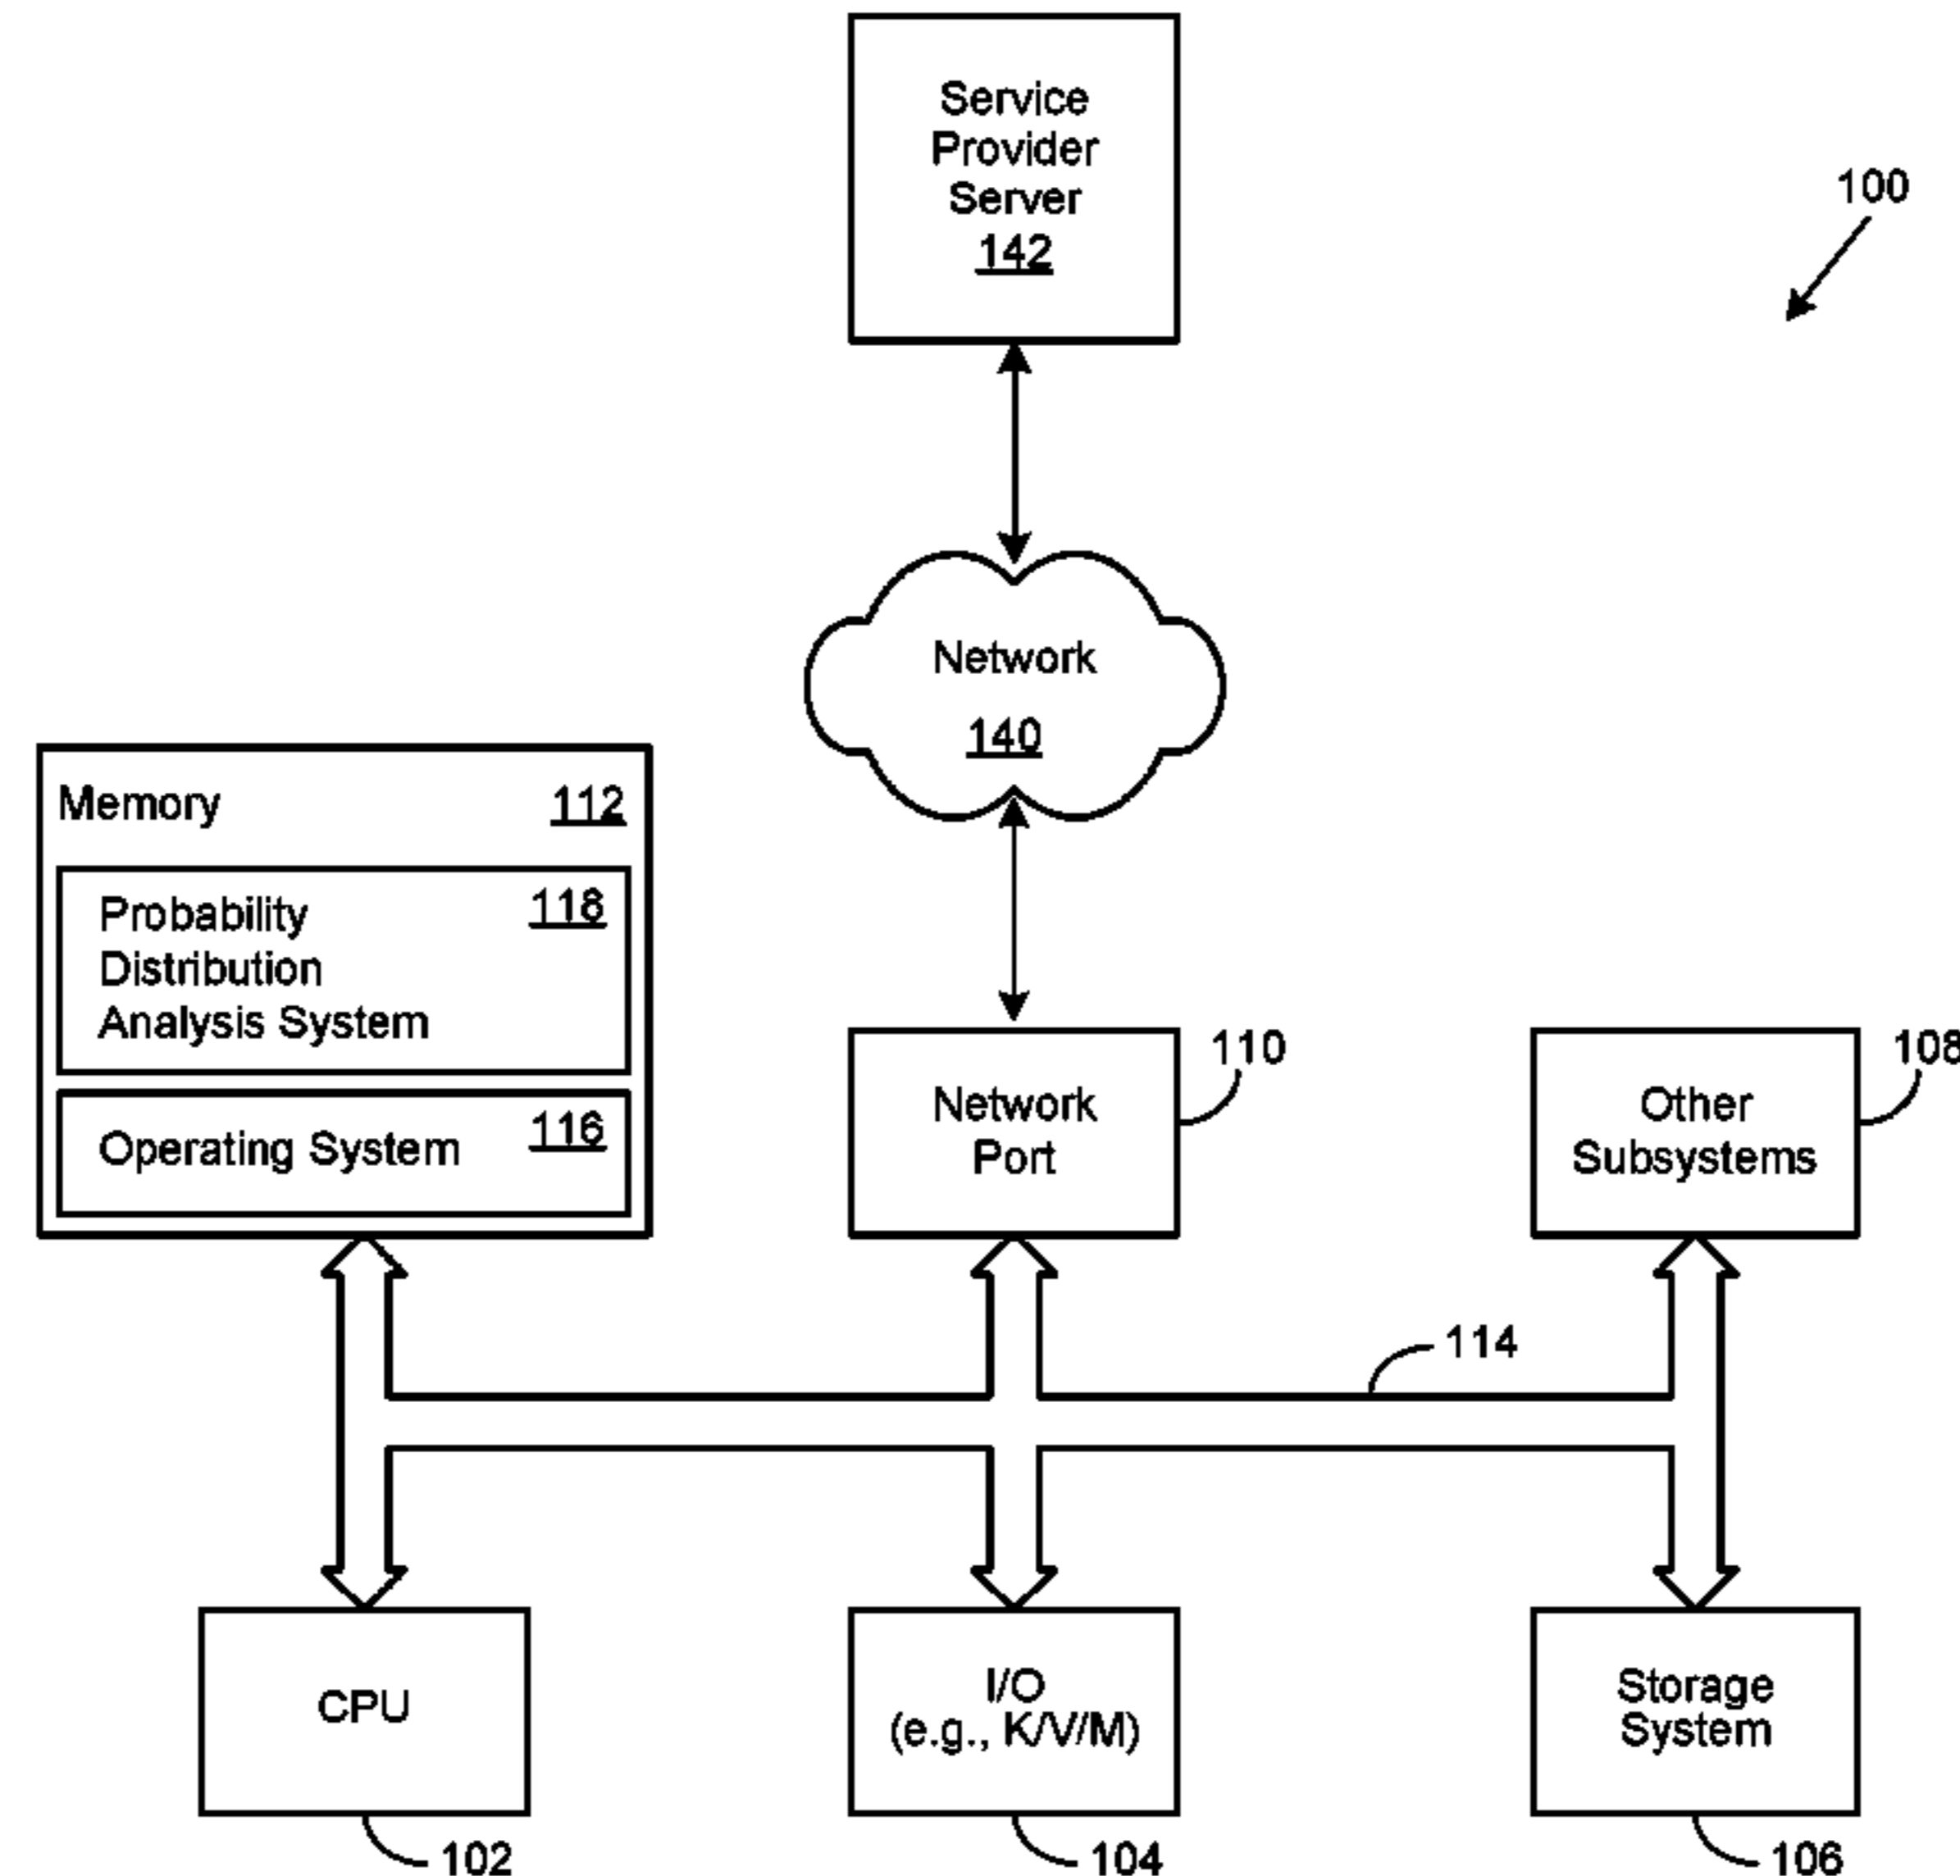 Service
Provider
Server
142
100
Network
140
Memory 112
Probability 118
Distribution
Analysis System
Operating System 116
Network
Port
110
Other
Subsystems
108
114
CPU
102
I/O
(e.g., K/V/M)
104
Storage
System
106